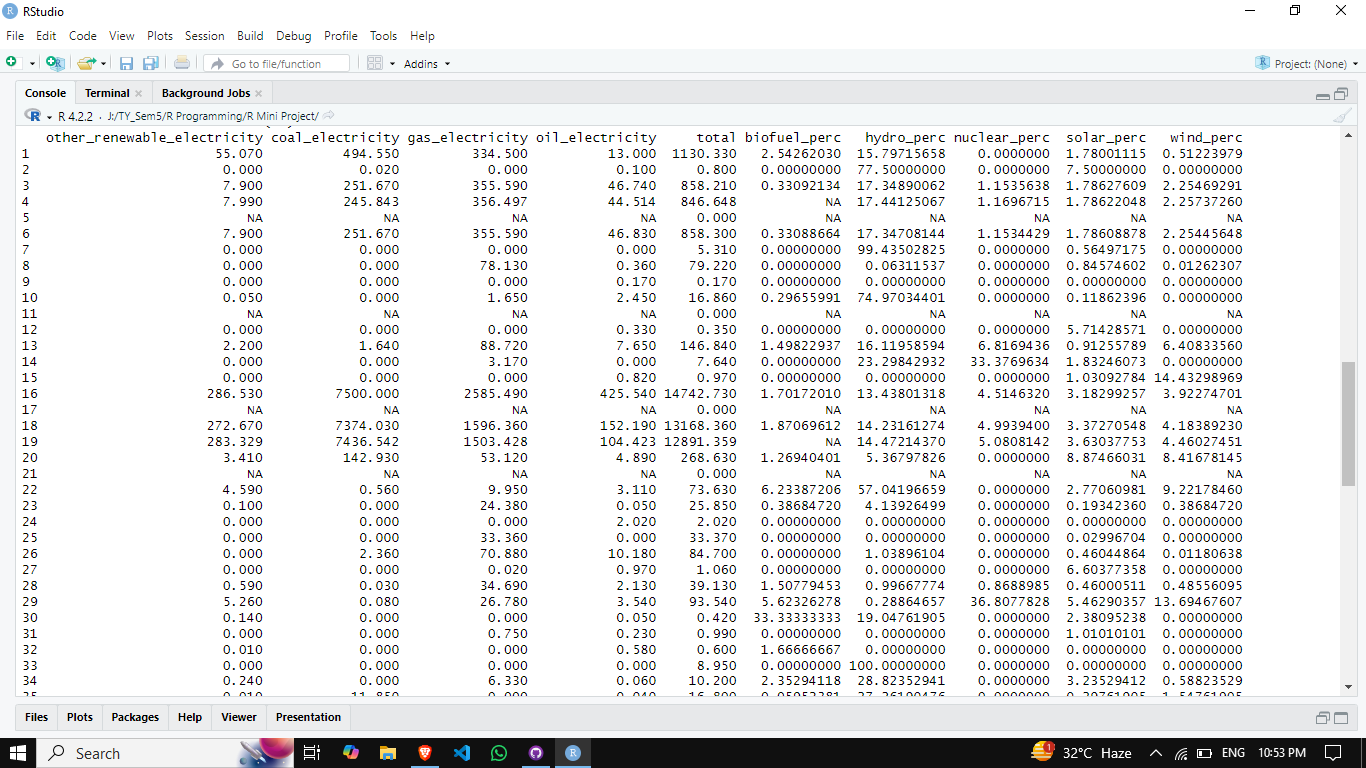 RStudio
File Edit Code View Plots Session Build Debug Profile Tools Help
Go to file/function Addins Project: (None)
Console Terminal Background Jobs
R 4.2.2 · J:/TY_Sem5/R Programming/R Mini Project/
other_renewable_electricity coal_electricity gas_electricity oil_electricity total biofuel_perc hydro_perc nuclear_perc solar_perc wind_perc
1 55.070 494.550 334.500 13.000 1130.330 2.54262030 15.79715658 0.0000000 1.78001115 0.51223979
2 0.000 0.020 0.000 0.100 0.800 0.00000000 77.50000000 0.0000000 7.50000000 0.00000000
3 7.900 251.670 355.590 46.740 858.210 0.33092134 17.34890062 1.1535638 1.78627609 2.25469291
4 7.990 245.843 356.497 44.514 846.648 NA 17.44125067 1.1696715 1.78622048 2.25737260
5 NA NA NA NA 0.000 NA NA NA NA NA
6 7.900 251.670 355.590 46.830 858.300 0.33088664 17.34708144 1.1534429 1.78608878 2.25445648
7 0.000 0.000 0.000 0.000 5.310 0.00000000 99.43502825 0.0000000 0.56497175 0.00000000
8 0.000 0.000 78.130 0.360 79.220 0.00000000 0.06311537 0.0000000 0.84574602 0.01262307
9 0.000 0.000 0.000 0.170 0.170 0.00000000 0.00000000 0.0000000 0.00000000 0.00000000
10 0.050 0.000 1.650 2.450 16.860 0.29655991 74.97034401 0.0000000 0.11862396 0.00000000
11 NA NA NA NA 0.000 NA NA NA NA NA
12 0.000 0.000 0.000 0.330 0.350 0.00000000 0.00000000 0.0000000 5.71428571 0.00000000
13 2.200 1.640 88.720 7.650 146.840 1.49822937 16.11958594 6.8169436 0.91255789 6.40833560
14 0.000 0.000 3.170 0.000 7.640 0.00000000 23.29842932 33.3769634 1.83246073 0.00000000
15 0.000 0.000 0.000 0.820 0.970 0.00000000 0.00000000 0.0000000 1.03092784 14.43298969
16 286.530 7500.000 2585.490 425.540 14742.730 1.70172010 13.43801318 4.5146320 3.18299257 3.92274701
17 NA NA NA NA 0.000 NA NA NA NA NA
18 272.670 7374.030 1596.360 152.190 13168.360 1.87069612 14.23161274 4.9939400 3.37270548 4.18389230
19 283.329 7436.542 1503.428 104.423 12891.359 NA 14.47214370 5.0808142 3.63037753 4.46027451
20 3.410 142.930 53.120 4.890 268.630 1.26940401 5.36797826 0.0000000 8.87466031 8.41678145
21 NA NA NA NA 0.000 NA NA NA NA NA
22 4.590 0.560 9.950 3.110 73.630 6.23387206 57.04196659 0.0000000 2.77060981 9.22178460
23 0.100 0.000 24.380 0.050 25.850 0.38684720 4.13926499 0.0000000 0.19342360 0.38684720
24 0.000 0.000 0.000 2.020 2.020 0.00000000 0.00000000 0.0000000 0.00000000 0.00000000
25 0.000 0.000 33.360 0.000 33.370 0.00000000 0.00000000 0.0000000 0.02996704 0.00000000
26 0.000 2.360 70.880 10.180 84.700 0.00000000 1.03896104 0.0000000 0.46044864 0.01180638
27 0.000 0.000 0.020 0.970 1.060 0.00000000 0.00000000 0.0000000 6.60377358 0.00000000
28 0.590 0.030 34.690 2.130 39.130 1.50779453 0.99667774 0.8688985 0.46000511 0.48556095
29 5.260 0.080 26.780 3.540 93.540 5.62326278 0.28864657 36.8077828 5.46290357 13.69467607
30 0.140 0.000 0.000 0.050 0.420 33.33333333 19.04761905 0.0000000 2.38095238 0.00000000
31 0.000 0.000 0.750 0.230 0.990 0.00000000 0.00000000 0.0000000 1.01010101 0.00000000
32 0.010 0.000 0.000 0.580 0.600 1.66666667 0.00000000 0.0000000 0.00000000 0.00000000
33 0.000 0.000 0.000 0.000 8.950 0.00000000 100.00000000 0.0000000 0.00000000 0.00000000
34 0.240 0.000 6.330 0.060 10.200 2.35294118 28.82352941 0.0000000 3.23529412 0.58823529
Files Plots Packages Help Viewer Presentation
Search 1 32°C Haze ENG 10:53 PM